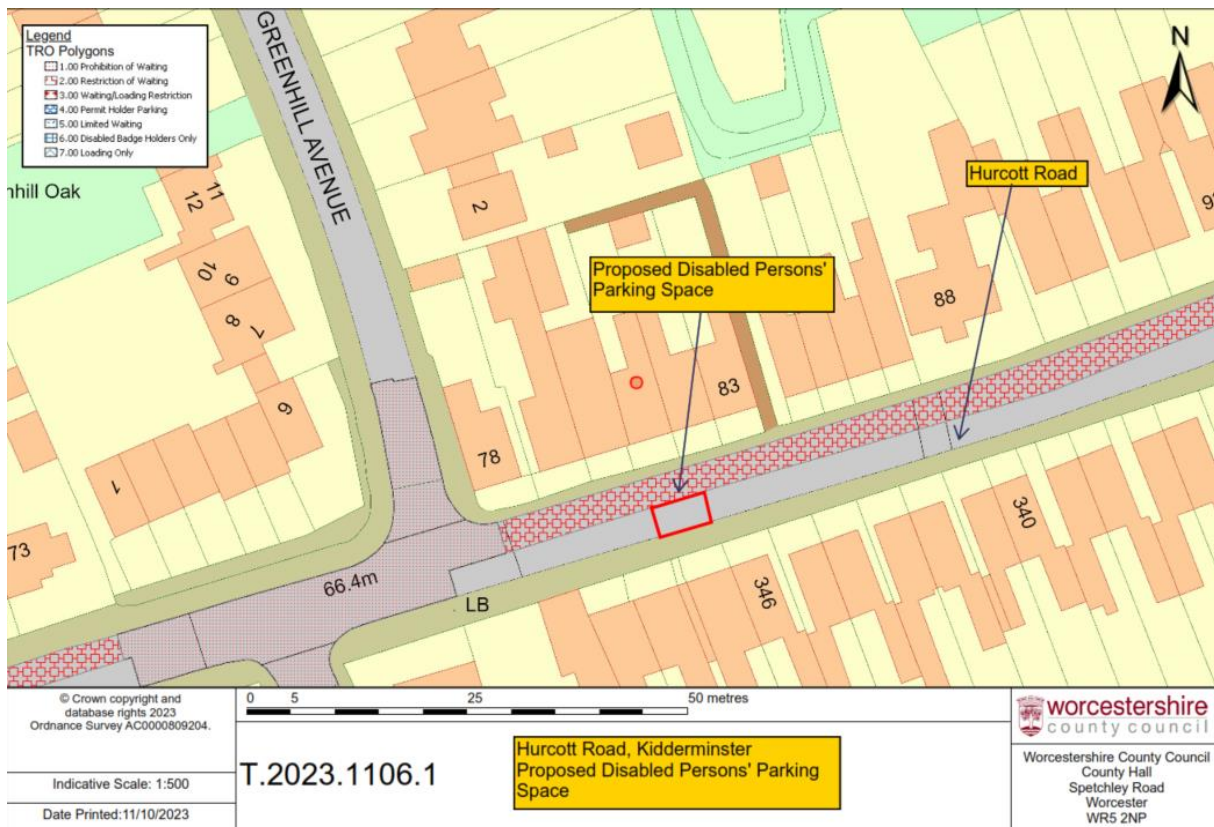 Legend
TRO Polygons
1.00 Prohibition of Waiting
2.00 Restriction of Waiting
3.00 Waiting/Loading Restriction
4.00 Permit Holder Parking
5.00 Limited Waiting
6.00 Disabled Badge Holders Only
7.00 Loading Only
GREENHILL AVENUE
N
nhill Oak
12
11
10
9
8
7
6
1
73
2
Hurcott Road
Proposed Disabled Persons'
Parking Space
88
83
78
66.4m
LB
346
340
© Crown copyright and
database rights 2023
Ordnance Survey AC0000809204.
Indicative Scale: 1:500
Date Printed:11/10/2023
0 5 25 50 metres
T.2023.1106.1
Hurcott Road, Kidderminster
Proposed Disabled Persons' Parking
Space
worcestershire
county council
Worcestershire County Council
County Hall
Spetchley Road
Worcester
WR5 2NP